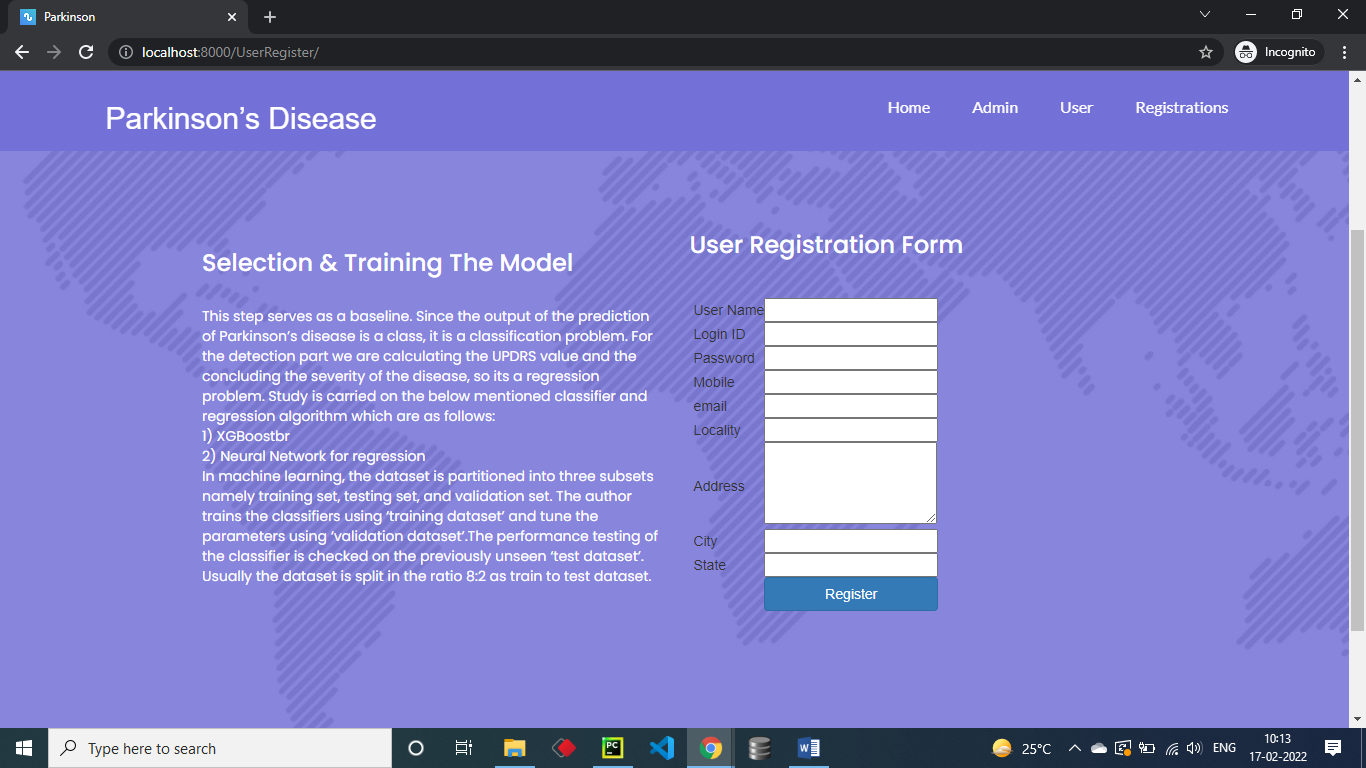 Parkinson
localhost:8000/UserRegister/
Incognito
Parkinson’s Disease
Home
Admin
User
Registrations
Selection & Training The Model
This step serves as a baseline. Since the output of the prediction
of Parkinson’s disease is a class, it is a classification problem. For
the detection part we are calculating the UPDRS value and the
concluding the severity of the disease, so its a regression
problem. Study is carried on the below mentioned classifier and
regression algorithm which are as follows:
1) XGBoostbr
2) Neural Network for regression
In machine learning, the dataset is partitioned into three subsets
namely training set, testing set, and validation set. The author
trains the classifiers using ‘training dataset’ and tune the
parameters using ‘validation dataset’.The performance testing of
the classifier is checked on the previously unseen ‘test dataset’.
Usually the dataset is split in the ratio 8:2 as train to test dataset.
User Registration Form
User Name
Login ID
Password
Mobile
email
Locality
Address
City
State
Register
Type here to search
PC
W
25°C
ENG
10:13
17-02-2022